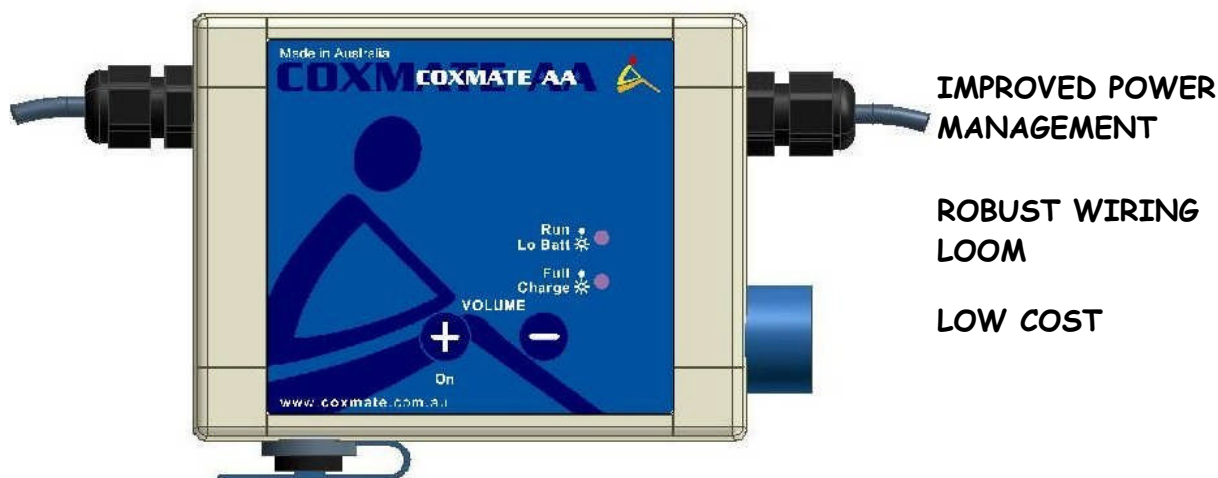 Made in Australia
COXMATE AA
COXMATE AA
Run
Lo Batt
Full
Charge
VOLUME
On
www.coxmate.com.au
IMPROVED POWER
MANAGEMENT
ROBUST WIRING
LOOM
LOW COST